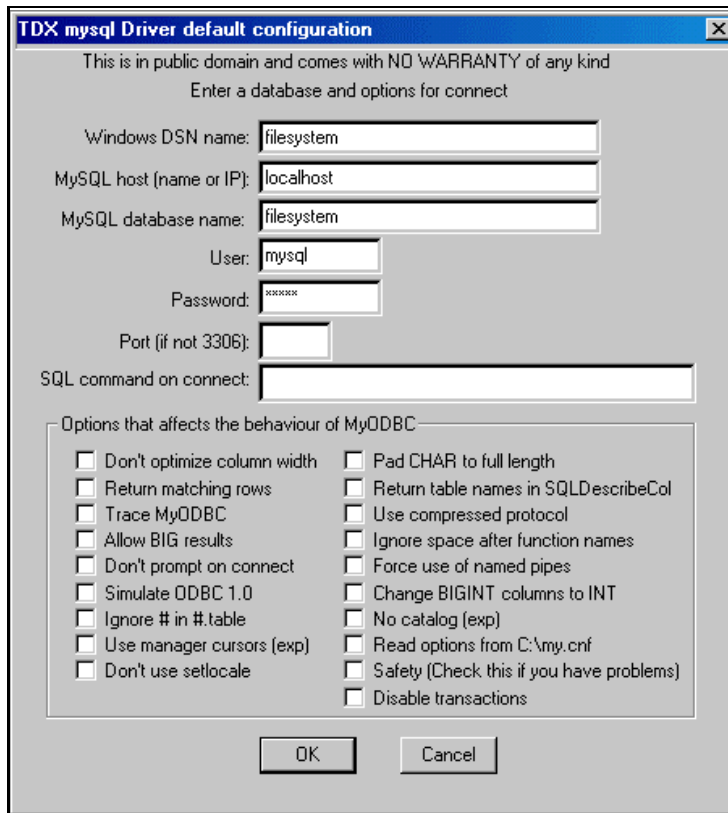 TDX mysql Driver default configuration
This is in public domain and comes with NO WARRANTY of any kind
Enter a database and options for connect
Windows DSN name: filesystem
MySQL host (name or IP): localhost
MySQL database name: filesystem
User: mysql
Password: *****
Port (if not 3306):
SQL command on connect:
Options that affects the behaviour of MyODBC
Don't optimize column width
Return matching rows
Trace MyODBC
Allow BIG results
Don't prompt on connect
Simulate ODBC 1.0
Ignore # in #.table
Use manager cursors (exp)
Don't use setlocale
Pad CHAR to full length
Return table names in SQLDescribeCol
Use compressed protocol
Ignore space after function names
Force use of named pipes
Change BIGINT columns to INT
No catalog (exp)
Read options from C:\my.cnf
Safety (Check this if you have problems)
Disable transactions
OK Cancel